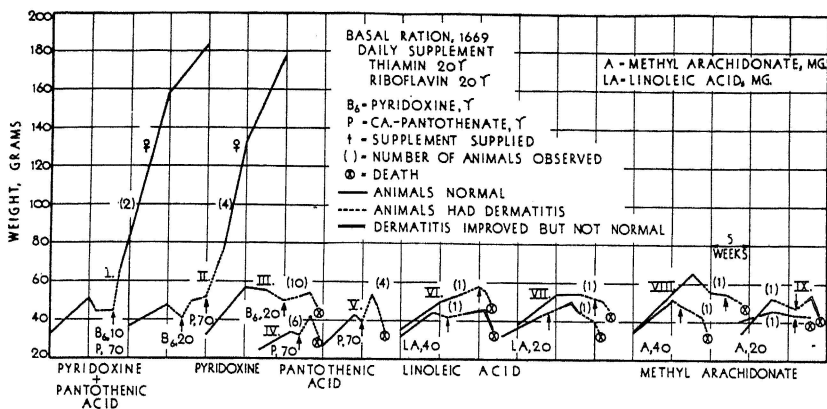 BASAL RATION, 1669
DAILY SUPPLEMENT
THIAMIN 20ϒ
RIBOFLAVIN 20ϒ
B₆=PYRIDOXINE, ϒ
P = CA.-PANTOTHENATE, ϒ
↑ = SUPPLEMENT SUPPLIED
( ) = NUMBER OF ANIMALS OBSERVED
⊗ = DEATH
ANIMALS NORMAL
ANIMALS HAD DERMATITIS
DERMATITIS IMPROVED BUT NOT NORMAL
A - METHYL ARACHIDONATE, MG.
LA= LINOLEIC ACID, MG.
WEIGHT, GRAMS
200
180
160
140
120
100
80
60
40
20
♀
♀
(2)
(4)
5
WEEKS
I.
II.
III.
(10)
(4)
VI.
(1)
VII.
(1)
VIII.
(1)
(1)
IX.
B₆,10
P, 70
B₆,20
P,70
B₆,20
IV.
(6)
P,70
V.
P,70
(1)
LA,40
(1)
LA,20
(1)
A,40
(1)
A,20
PYRIDOXINE
+
PANTOTHENIC
ACID
PYRIDOXINE
PANTOTHENIC
ACID
LINOLEIC ACID
METHYL ARACHIDONATE